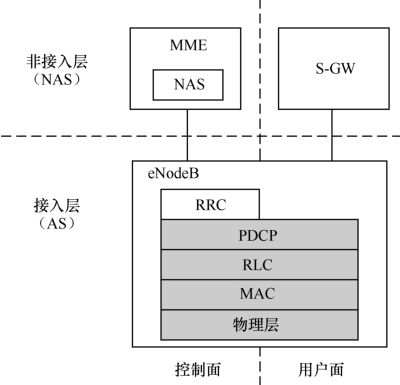 非接入层
（NAS）
MME
NAS
S-GW
接入层
（AS）
eNodeB
RRC
PDCP
RLC
MAC
物理层
控制面
用户面